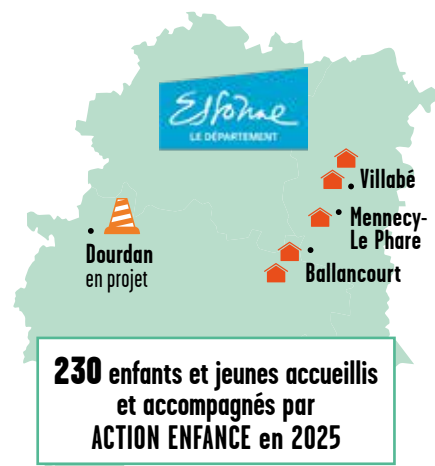 Essonne
LE DÉPARTEMENT
Villabé
Mennecy-
Le Phare
Dourdan
en projet
Ballancourt
230 enfants et jeunes accueillis
et accompagnés par
ACTION ENFANCE en 2025